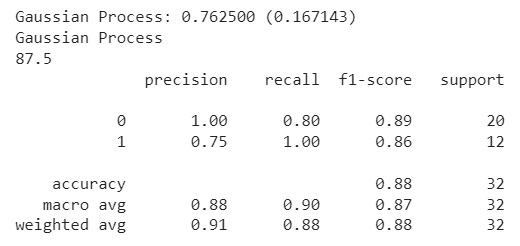 Gaussian Process: 0.762500 (0.167143)
Gaussian Process
87.5
precision recall f1-score support
0 1.00 0.80 0.89 20
1 0.75 1.00 0.86 12
accuracy 0.88 32
macro avg 0.88 0.90 0.87 32
weighted avg 0.91 0.88 0.88 32